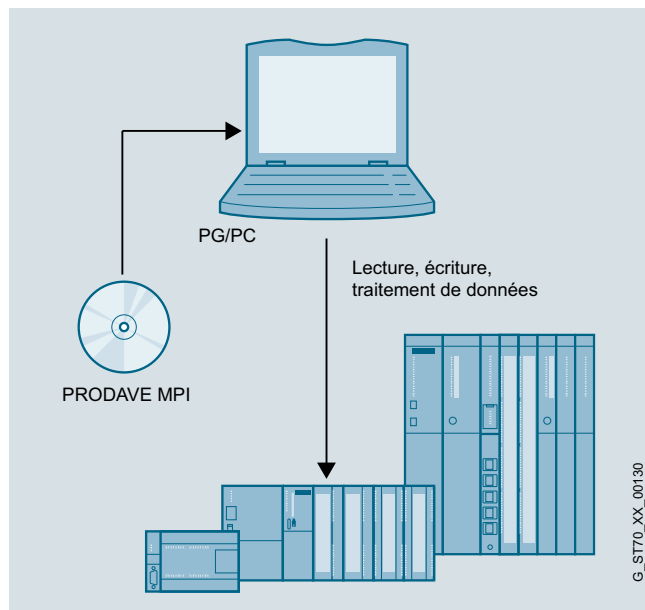 PG/PC
Lecture, écriture,
traitement de données
PRODAVE MPI
G_ST70_XX_00130